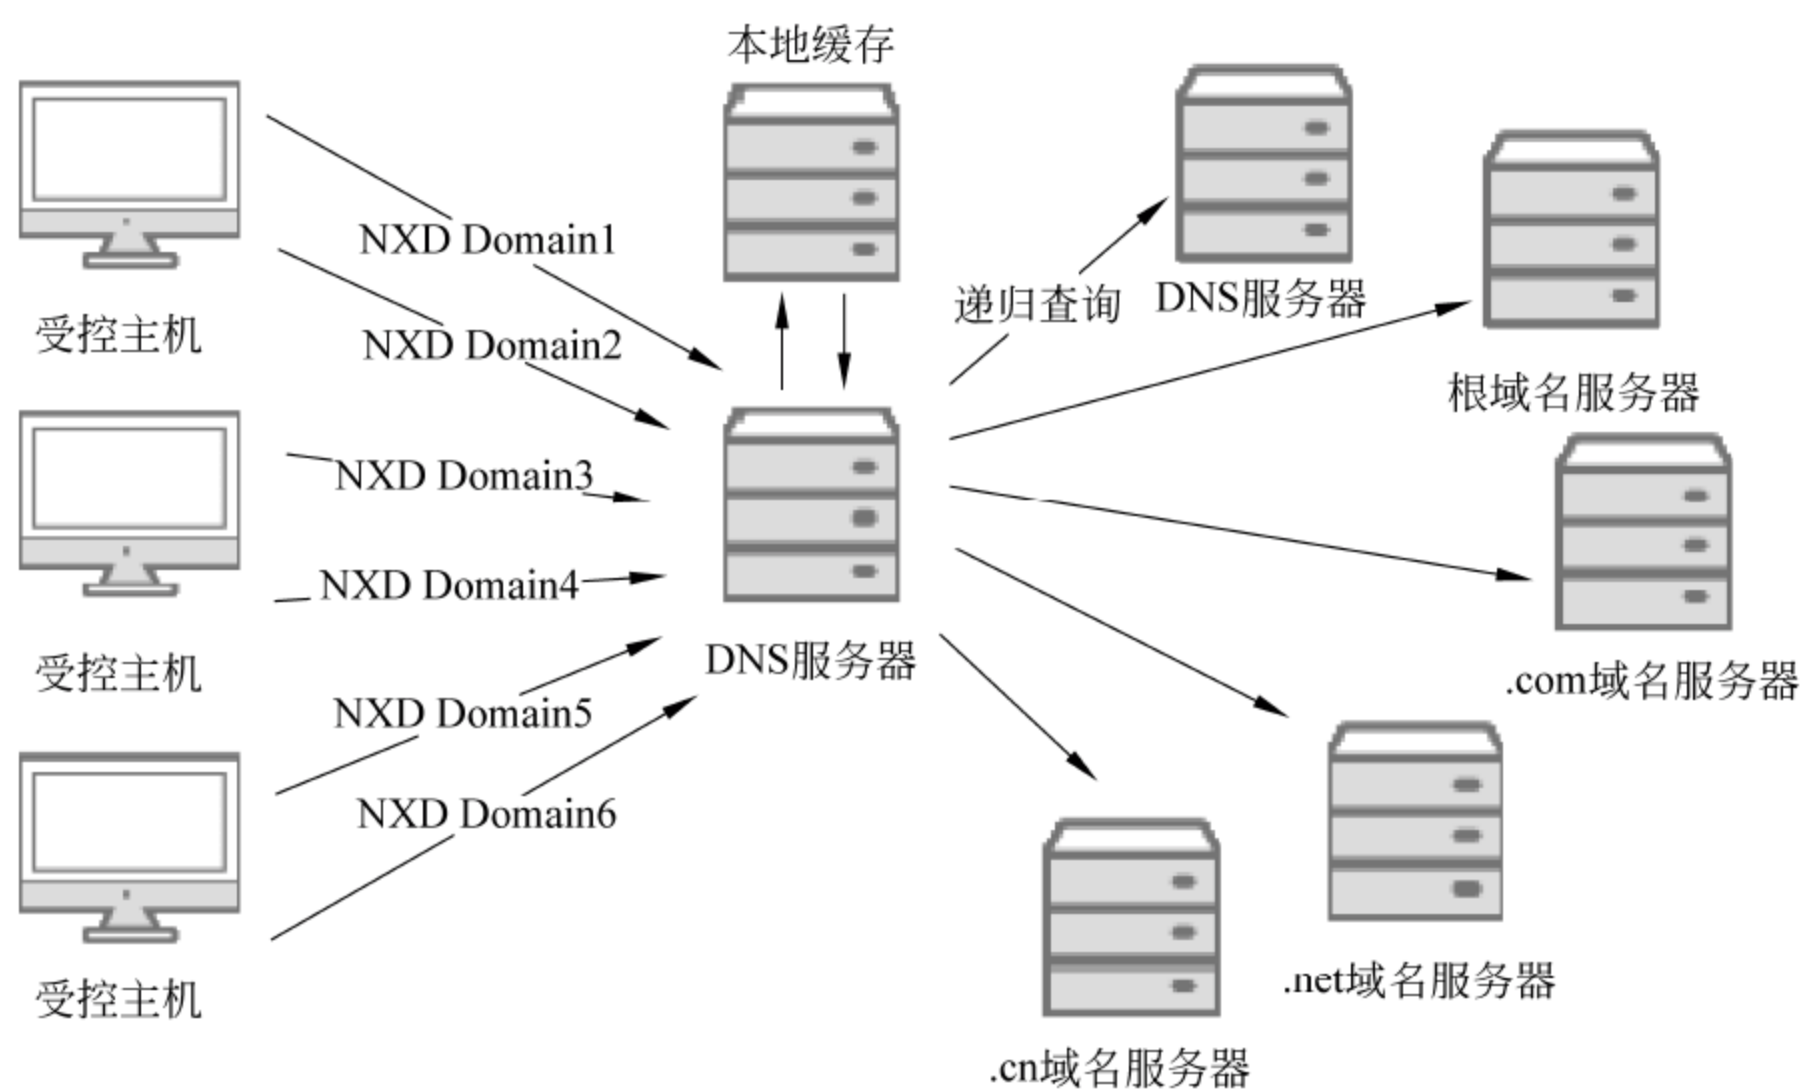 本地缓存
NXD Domain1
受控主机
NXD Domain2
递归查询
DNS服务器
根域名服务器
NXD Domain3
NXD Domain4
受控主机
DNS服务器
.com域名服务器
NXD Domain5
NXD Domain6
受控主机
.net域名服务器
.cn域名服务器